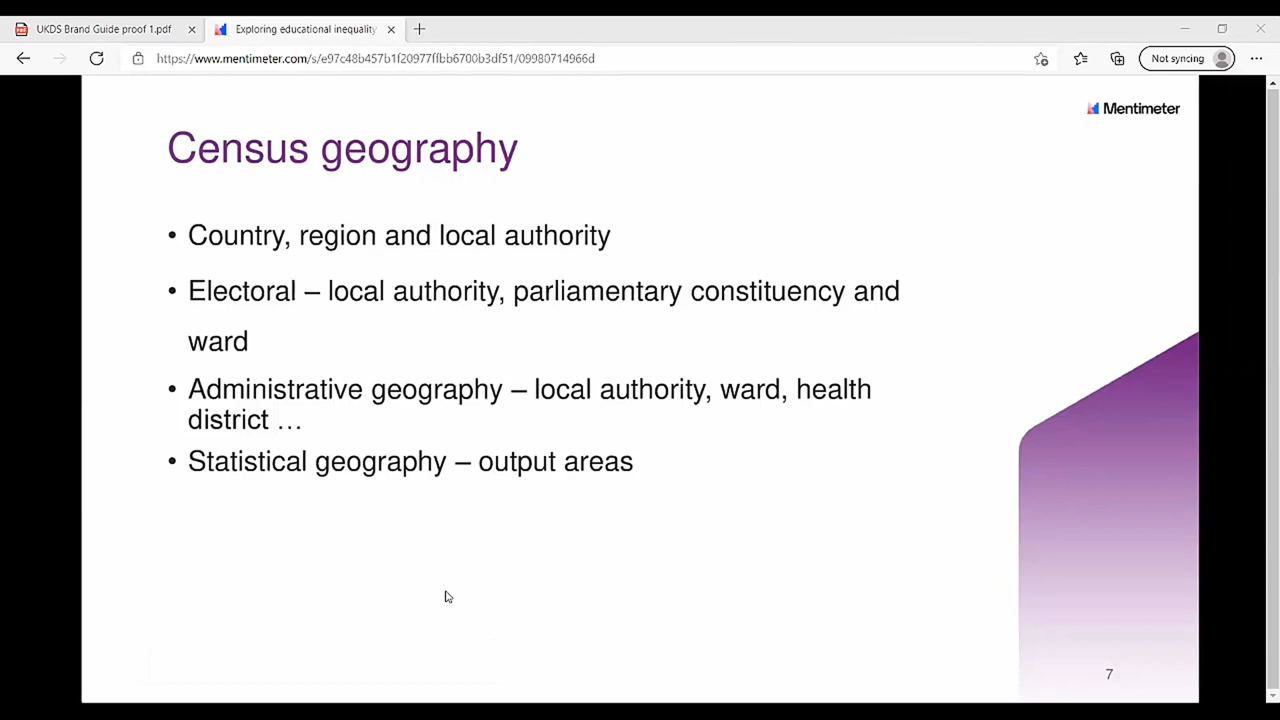 UKDS Brand Guide proof 1.pdf
Exploring educational inequality
https://www.mentimeter.com/s/e97c48b457b1f20977ffbb6700b3df51/09980714966d
Not syncing
Mentimeter
Census geography
• Country, region and local authority
• Electoral – local authority, parliamentary constituency and
ward
• Administrative geography – local authority, ward, health
district …
• Statistical geography – output areas
7